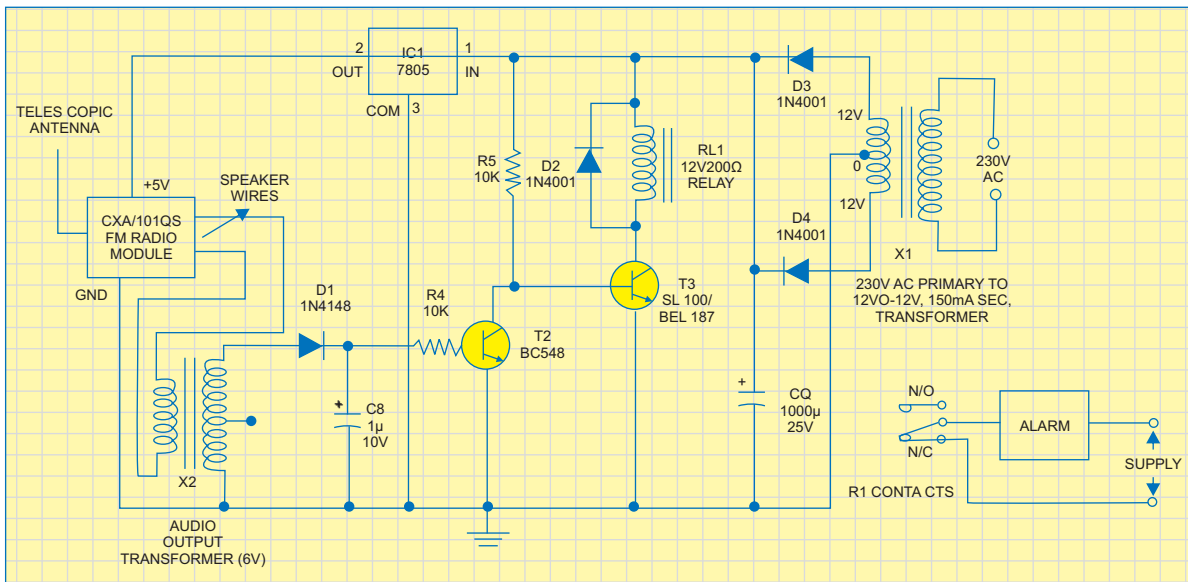 2
IC1
1
OUT
7805
IN
COM
3
D3
1N4001
TELES COPIC
ANTENNA
+5V
SPEAKER
WIRES
CXA/101QS
FM RADIO
MODULE
GND
R5
10K
D2
1N4001
RL1
12V200Ω
RELAY
12V
0
12V
230V
AC
D4
1N4001
X1
230V AC PRIMARY TO
12VO-12V, 150mA SEC,
TRANSFORMER
D1
1N4148
R4
10K
T3
SL 100/
BEL 187
T2
BC548
+
C8
1µ
10V
+
CQ
1000µ
25V
N/O
N/C
ALARM
SUPPLY
R1 CONTA CTS
X2
AUDIO
OUTPUT
TRANSFORMER (6V)